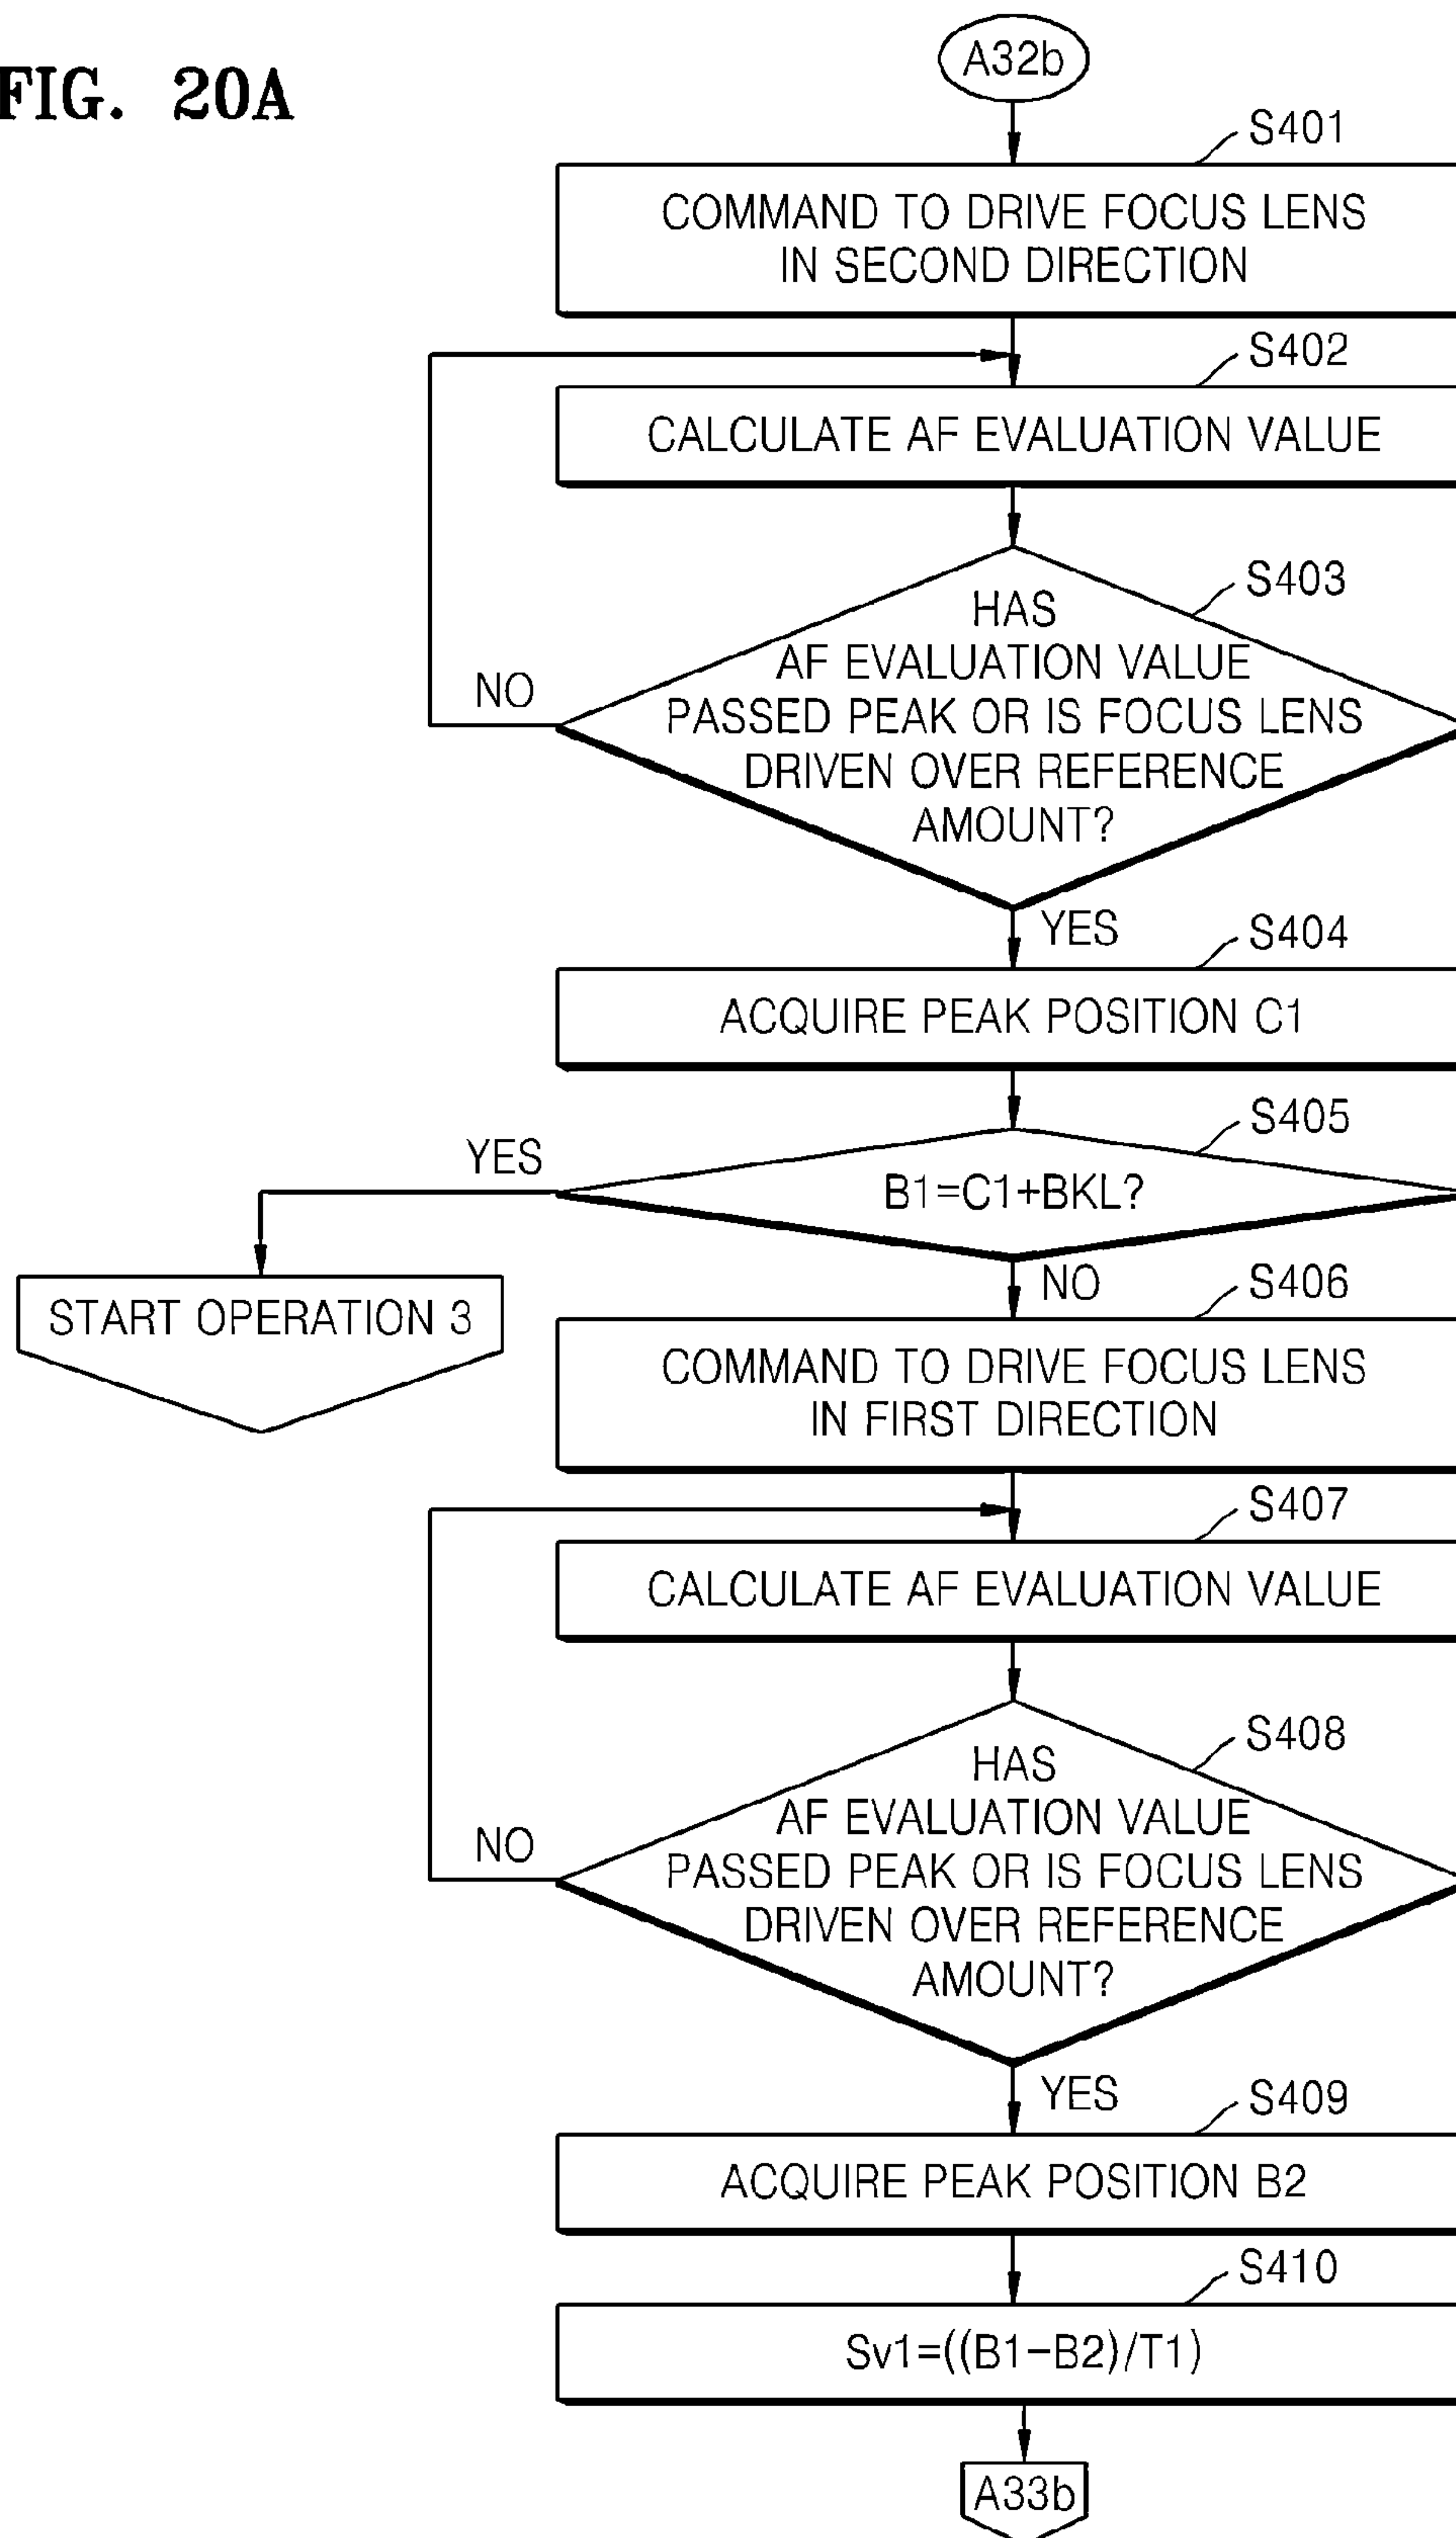 FIG. 20A
A32b
S401
COMMAND TO DRIVE FOCUS LENS
IN SECOND DIRECTION
S402
CALCULATE AF EVALUATION VALUE
S403
HAS
AF EVALUATION VALUE
PASSED PEAK OR IS FOCUS LENS
DRIVEN OVER REFERENCE
AMOUNT?
NO
YES
S404
ACQUIRE PEAK POSITION C1
S405
B1=C1+BKL?
YES
START OPERATION 3
NO
S406
COMMAND TO DRIVE FOCUS LENS
IN FIRST DIRECTION
S407
CALCULATE AF EVALUATION VALUE
S408
HAS
AF EVALUATION VALUE
PASSED PEAK OR IS FOCUS LENS
DRIVEN OVER REFERENCE
AMOUNT?
NO
YES
S409
ACQUIRE PEAK POSITION B2
S410
Sv1=((B1−B2)/T1)
A33b